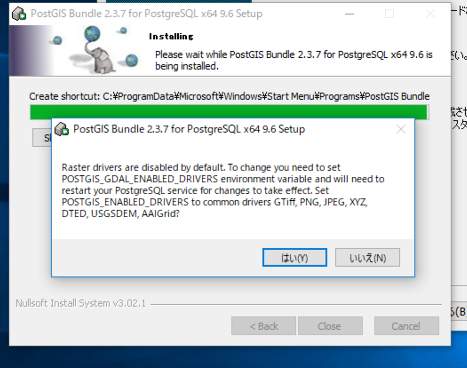 PostGIS Bundle 2.3.7 for PostgreSQL x64 9.6 Setup
Installing
Please wait while PostGIS Bundle 2.3.7 for PostgreSQL x64 9.6 is
being installed.
Create shortcut: C:¥ProgramData¥Microsoft¥Windows¥Start Menu¥Programs¥PostGIS Bundle
PostGIS Bundle 2.3.7 for PostgreSQL x64 9.6 Setup
Raster drivers are disabled by default. To change you need to set
POSTGIS_GDAL_ENABLED_DRIVERS environment variable and will need to
restart your PostgreSQL service for changes to take effect. Set
POSTGIS_ENABLED_DRIVERS to common drivers GTiff, PNG, JPEG, XYZ,
DTED, USGSDEM, AAIGrid?
はい(Y)
いいえ(N)
Nullsoft Install System v3.02.1
< Back
Close
Cancel